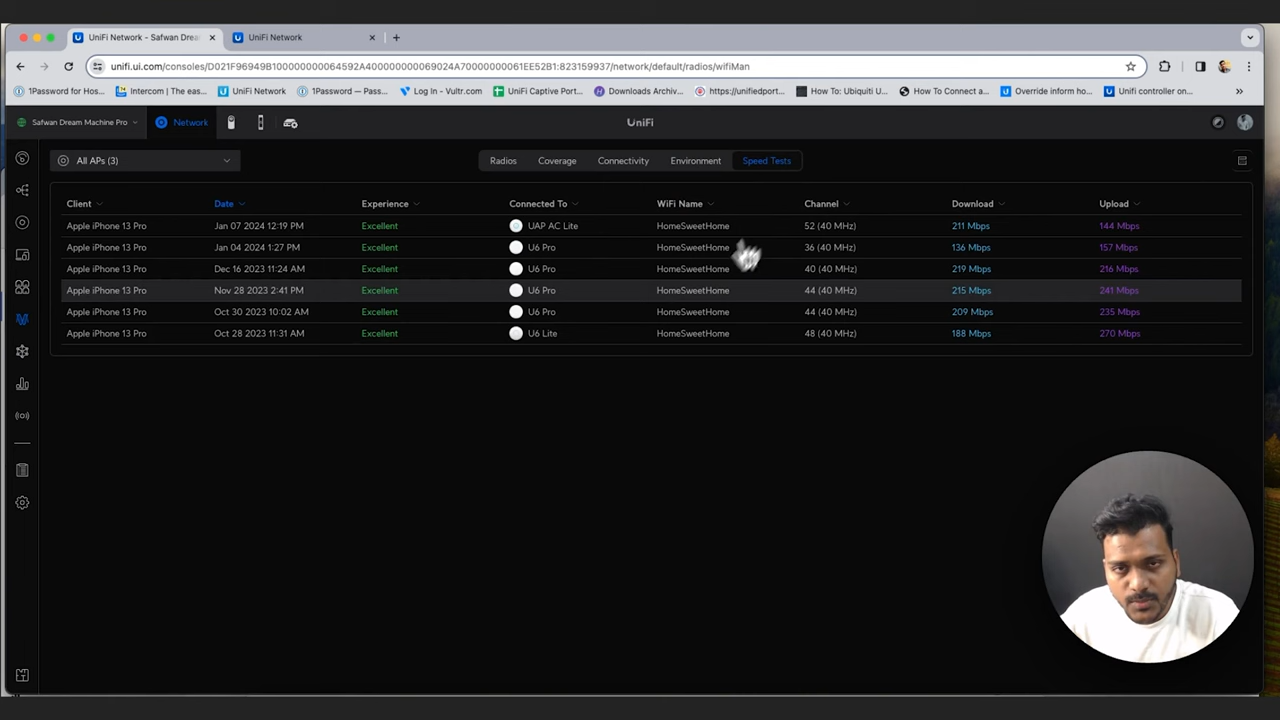 UniFi Network - Safwan Drea
UniFi Network
unifi.ui.com/consoles/D021F96949B10000000064592A40000000069024A70000000061EE52B1:823159937/network/default/radios/wifiMan
1Password for Hos... Intercom | The eas... UniFi Network 1Password — Pass... Log In - Vultr.com UniFi Captive Port... Downloads Archiv... https://unifiedport... How To: Ubiquiti U... How To Connect a... Override inform ho... Unifi controller on...
Safwan Dream Machine Pro Network UniFi
All APs (3) Radios Coverage Connectivity Environment Speed Tests
Client Date Experience Connected To WiFi Name Channel Download Upload
Apple iPhone 13 Pro Jan 07 2024 12:19 PM Excellent UAP AC Lite HomeSweetHome 52 (40 MHz) 211 Mbps 144 Mbps
Apple iPhone 13 Pro Jan 04 2024 1:27 PM Excellent U6 Pro HomeSweetHome 36 (40 MHz) 136 Mbps 157 Mbps
Apple iPhone 13 Pro Dec 16 2023 11:24 AM Excellent U6 Pro HomeSweetHome 40 (40 MHz) 219 Mbps 216 Mbps
Apple iPhone 13 Pro Nov 28 2023 2:41 PM Excellent U6 Pro HomeSweetHome 44 (40 MHz) 215 Mbps 241 Mbps
Apple iPhone 13 Pro Oct 30 2023 10:02 AM Excellent U6 Pro HomeSweetHome 44 (40 MHz) 209 Mbps 235 Mbps
Apple iPhone 13 Pro Oct 28 2023 11:31 AM Excellent U6 Lite HomeSweetHome 48 (40 MHz) 188 Mbps 270 Mbps